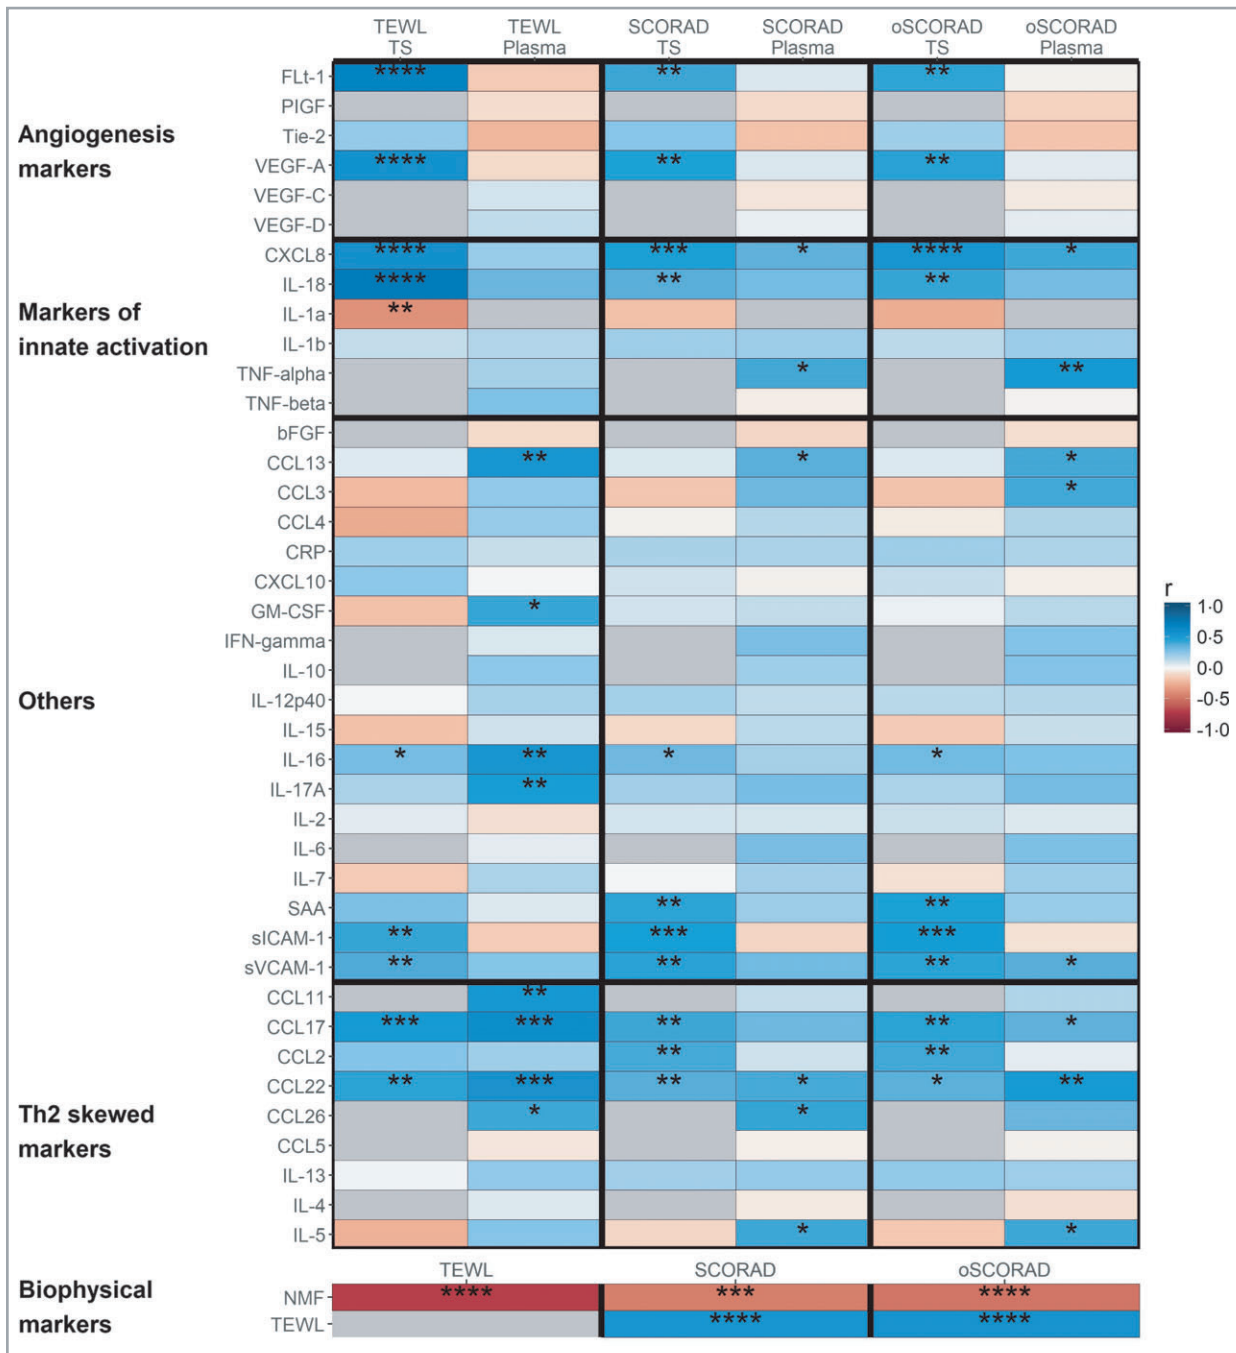 TEWL TEWL SCORAD SCORAD oSCORAD oSCORAD
TS Plasma TS Plasma TS Plasma
Angiogenesis
markers
FLt-1 **** ** **
PIGF
Tie-2
VEGF-A **** ** **
VEGF-C
VEGF-D
Markers of
innate activation
CXCL8 **** *** * **** *
IL-18 **** ** **
IL-1a **
IL-1b
TNF-alpha * **
TNF-beta
Others
bFGF
CCL13 ** * *
CCL3 *
CCL4
CRP
CXCL10
GM-CSF *
IFN-gamma
IL-10
IL-12p40
IL-15
IL-16 * ** * *
IL-17A **
IL-2
IL-6
IL-7
SAA ** **
sICAM-1 ** *** ***
sVCAM-1 ** ** ** *
Th2 skewed
markers
CCL11 **
CCL17 *** *** ** ** *
CCL2 ** **
CCL22 ** *** ** * * **
CCL26 * *
CCL5
IL-13
IL-4
IL-5 * *
r
1·0
0·5
0·0
-0·5
-1·0
TEWL SCORAD oSCORAD
Biophysical
markers
NMF **** *** ****
TEWL **** ****